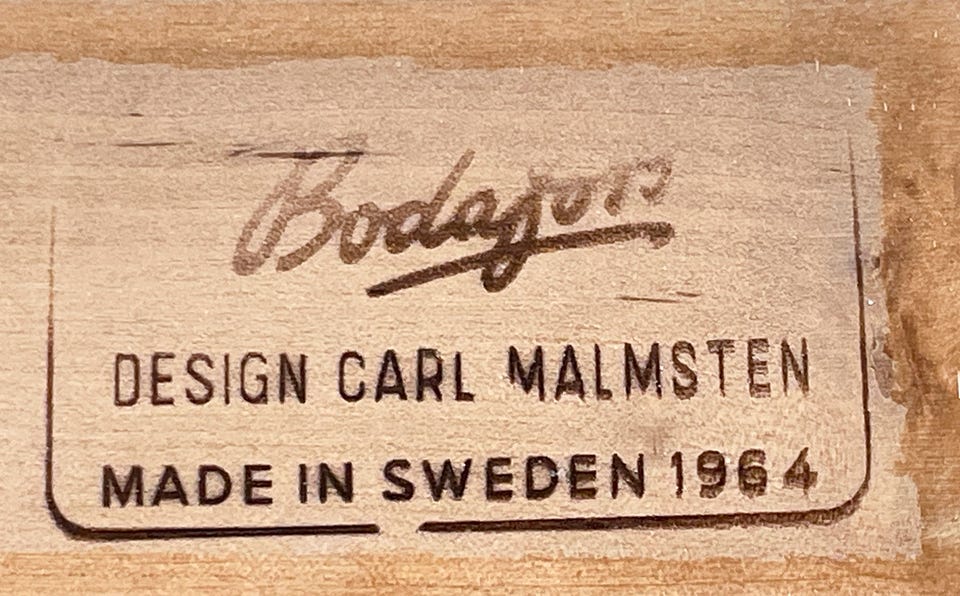 Bodafors
DESIGN CARL MALMSTEN
MADE IN SWEDEN 1964